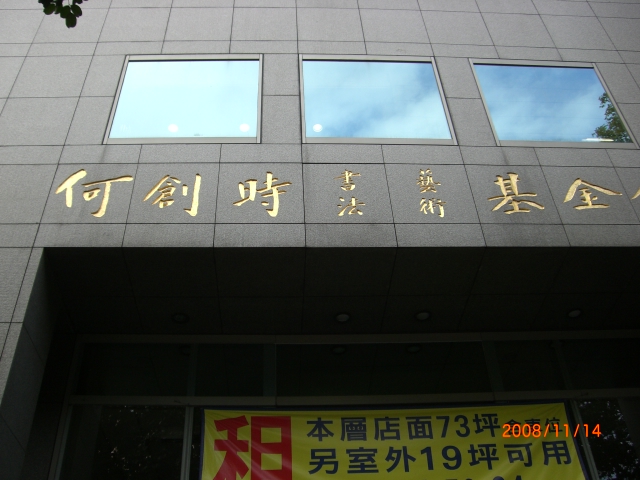 何創時書法藝術基金
租 本層店面73坪
另室外19坪可用
2008/11/14